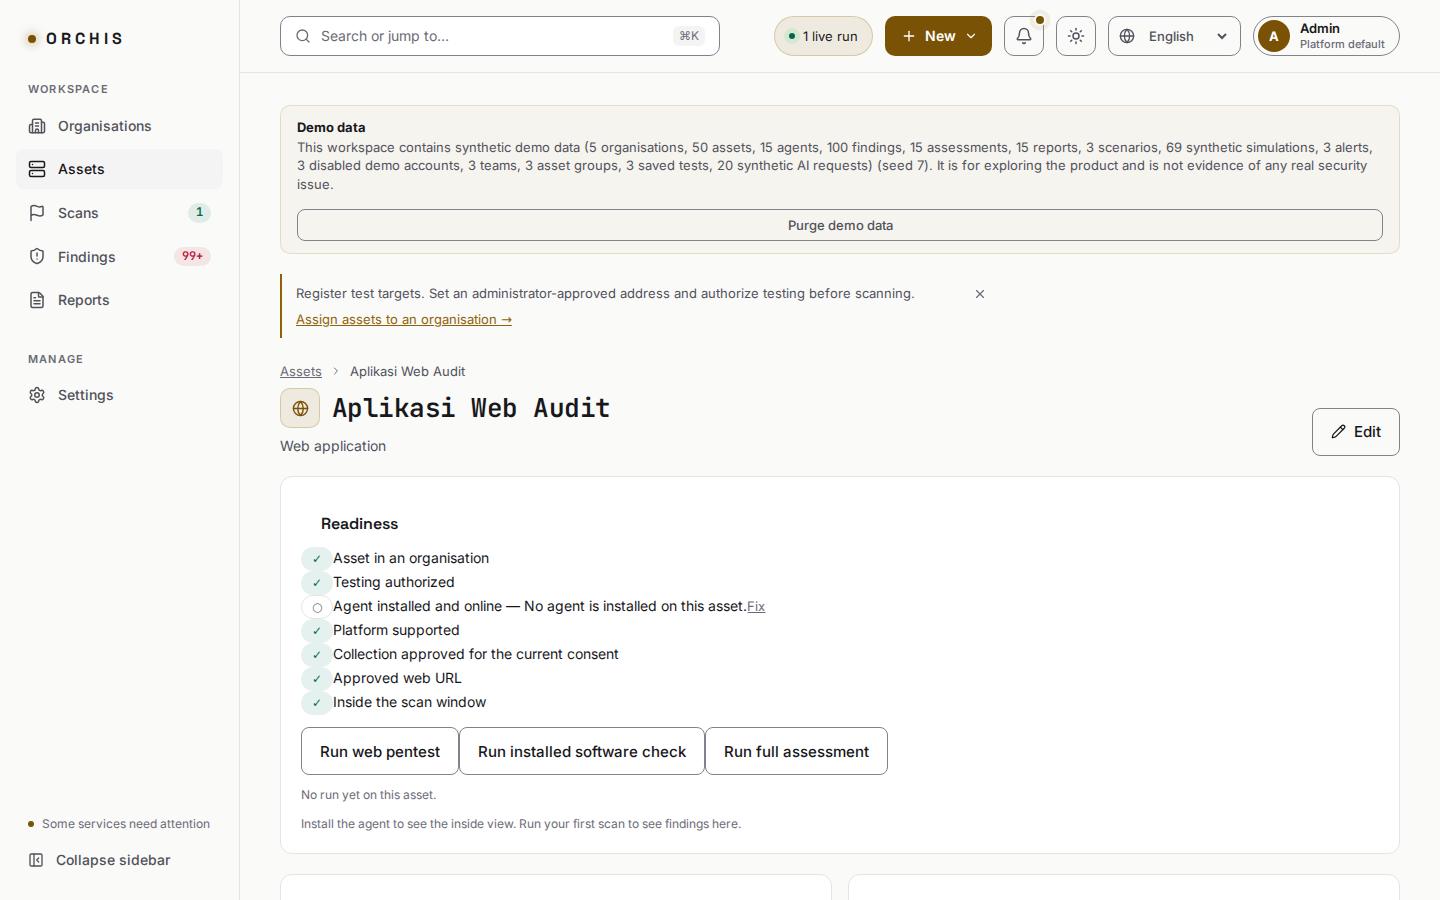 ORCHIS
WORKSPACE
Organisations
Assets
Scans
1
Findings
99+
Reports
MANAGE
Settings
Some services need attention
Collapse sidebar
Search or jump to...
⌘K
1 live run
New
English
A
Admin
Platform default
Demo data
This workspace contains synthetic demo data (5 organisations, 50 assets, 15 agents, 100 findings, 15 assessments, 15 reports, 3 scenarios, 69 synthetic simulations, 3 alerts,
3 disabled demo accounts, 3 teams, 3 asset groups, 3 saved tests, 20 synthetic AI requests) (seed 7). It is for exploring the product and is not evidence of any real security
issue.
Purge demo data
Register test targets. Set an administrator-approved address and authorize testing before scanning.
Assign assets to an organisation →
Assets > Aplikasi Web Audit
Aplikasi Web Audit
Web application
Edit
Readiness
✓ Asset in an organisation
✓ Testing authorized
○ Agent installed and online — No agent is installed on this asset.Fix
✓ Platform supported
✓ Collection approved for the current consent
✓ Approved web URL
✓ Inside the scan window
Run web pentest
Run installed software check
Run full assessment
No run yet on this asset.
Install the agent to see the inside view. Run your first scan to see findings here.